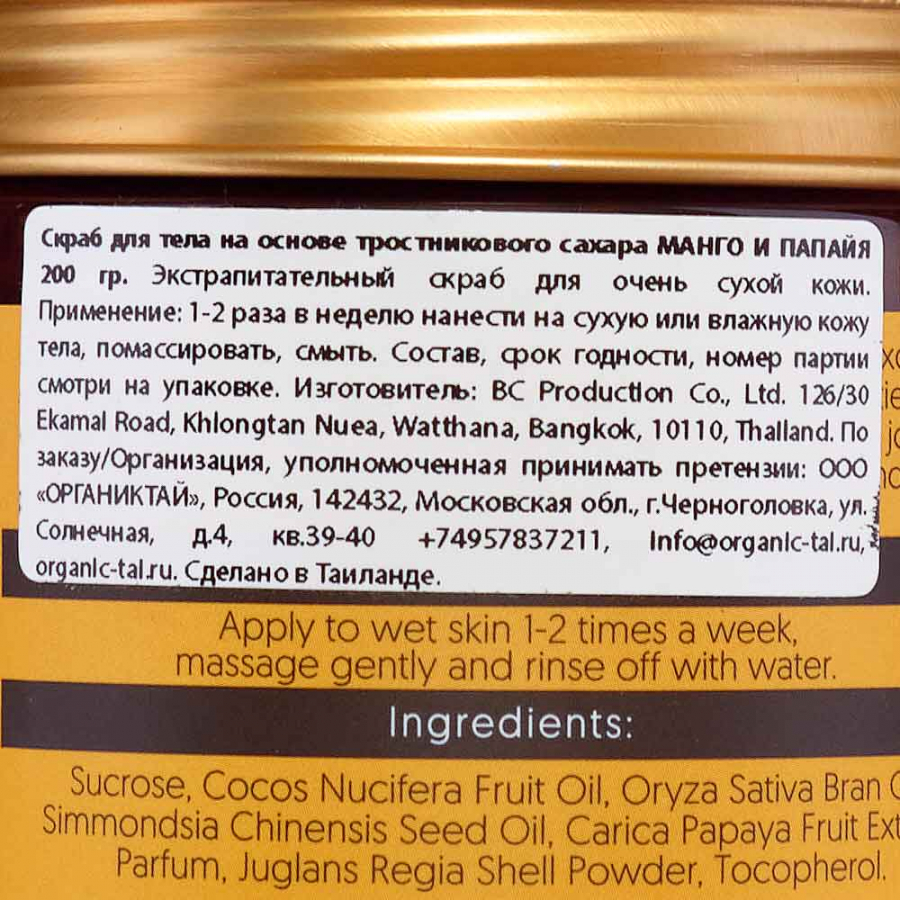 Скраб для тела на основе тростникового сахара МАНГО И ПАПАЙЯ
200 гр. Экстрапитательный скраб для очень сухой кожи.
Применение: 1-2 раза в неделю нанести на сухую или влажную кожу
тела, помассировать, смыть. Состав, срок годности, номер партии
смотри на упаковке. Изготовитель: BC Production Co., Ltd. 126/30
Ekamal Road, Khlongtan Nuea, Watthana, Bangkok, 10110, Thalland. По
заказу/Организация, уполномоченная принимать претензии: ООО
«ОРГАНИКТАЙ», Россия, 142432, Московская обл., г.Черноголовка, ул.
Солнечная, д.4, кв.39-40 +74957837211, Info@organlc-tal.ru,
organlc-tal.ru. Сделано в Таиланде.
Apply to wet skin 1-2 times a week,
massage gently and rinse off with water.
Ingredients:
Sucrose, Cocos Nucifera Fruit Oil, Oryza Sativa Bran
Simmondsia Chinensis Seed Oil, Carica Papaya Fruit
Parfum, Juglans Regia Shell Powder, Tocopherol.